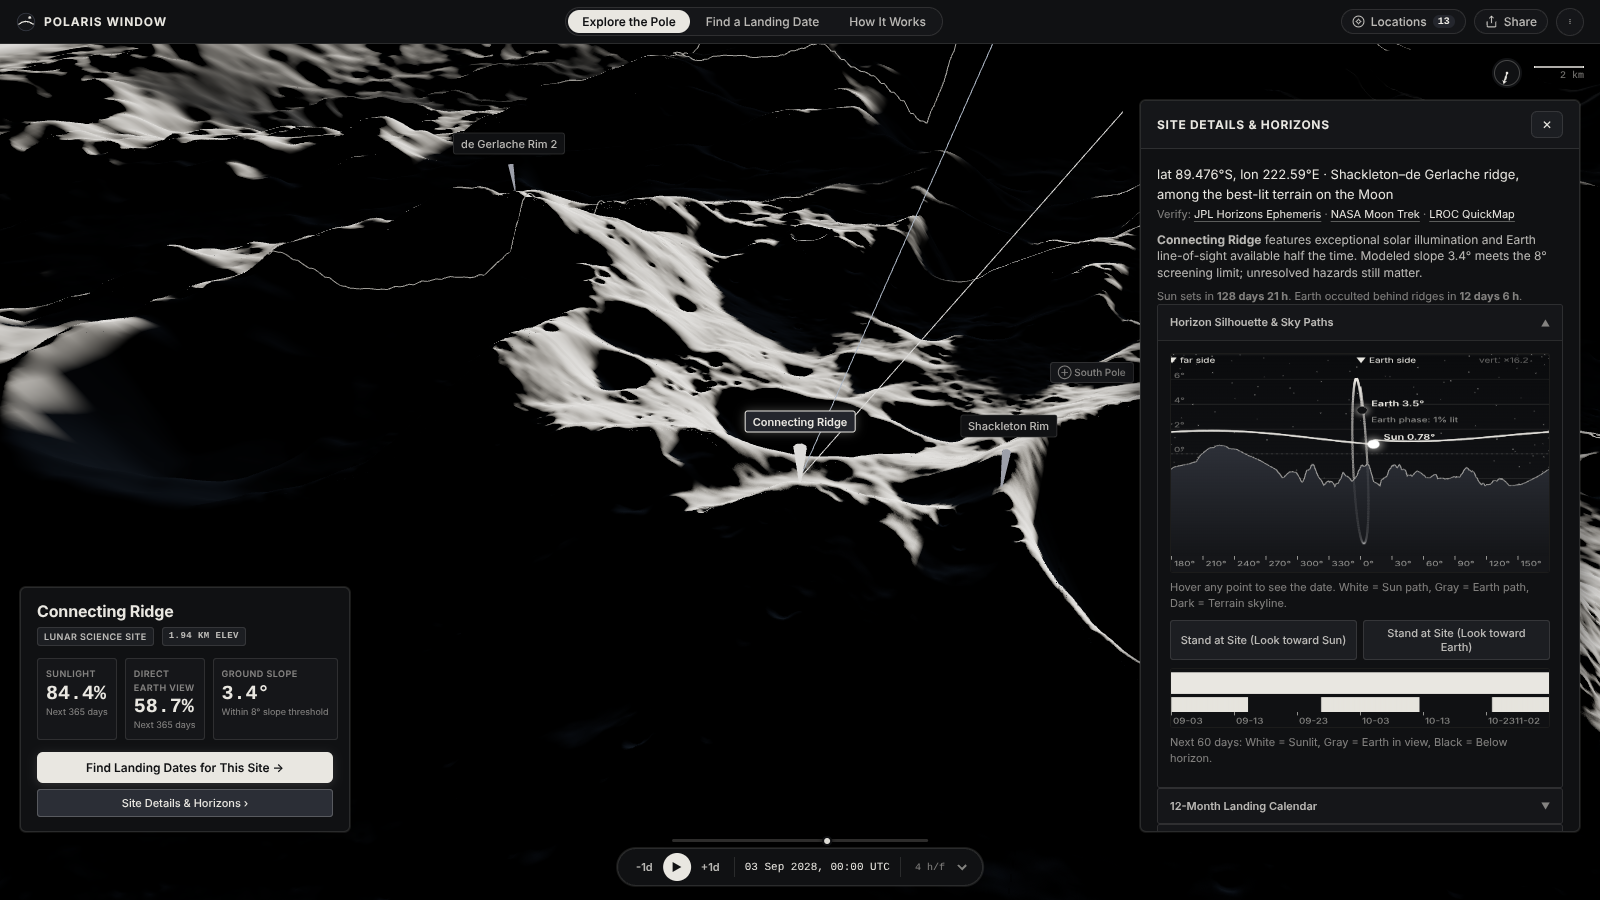 POLARIS WINDOW
Explore the Pole
Find a Landing Date
How It Works
Locations 13
Share
2 km
de Gerlache Rim 2
South Pole
Connecting Ridge
Shackleton Rim
SITE DETAILS & HORIZONS
lat 89.476°S, lon 222.59°E · Shackleton–de Gerlache ridge,
among the best-lit terrain on the Moon
Verify: JPL Horizons Ephemeris · NASA Moon Trek · LROC QuickMap
Connecting Ridge features exceptional solar illumination and Earth
line-of-sight available half the time. Modeled slope 3.4° meets the 8°
screening limit; unresolved hazards still matter.
Sun sets in 128 days 21 h. Earth occulted behind ridges in 12 days 6 h.
Horizon Silhouette & Sky Paths
far side
Earth side
vert. ×16.2
6°
4°
2°
0°
Earth 3.5°
Earth phase: 1% lit
Sun 0.78°
180° 210° 240° 270° 300° 330° 0° 30° 60° 90° 120° 150°
Hover any point to see the date. White = Sun path, Gray = Earth path,
Dark = Terrain skyline.
Stand at Site (Look toward Sun)
Stand at Site (Look toward
Earth)
09-03 09-13 09-23 10-03 10-13 10-23 11-02
Next 60 days: White = Sunlit, Gray = Earth in view, Black = Below
horizon.
12-Month Landing Calendar
Connecting Ridge
LUNAR SCIENCE SITE
1.94 KM ELEV
SUNLIGHT
84.4%
Next 365 days
DIRECT
EARTH VIEW
58.7%
Next 365 days
GROUND SLOPE
3.4°
Within 8° slope threshold
Find Landing Dates for This Site →
Site Details & Horizons ›
-1d
+1d
03 Sep 2028, 00:00 UTC
4 h/f